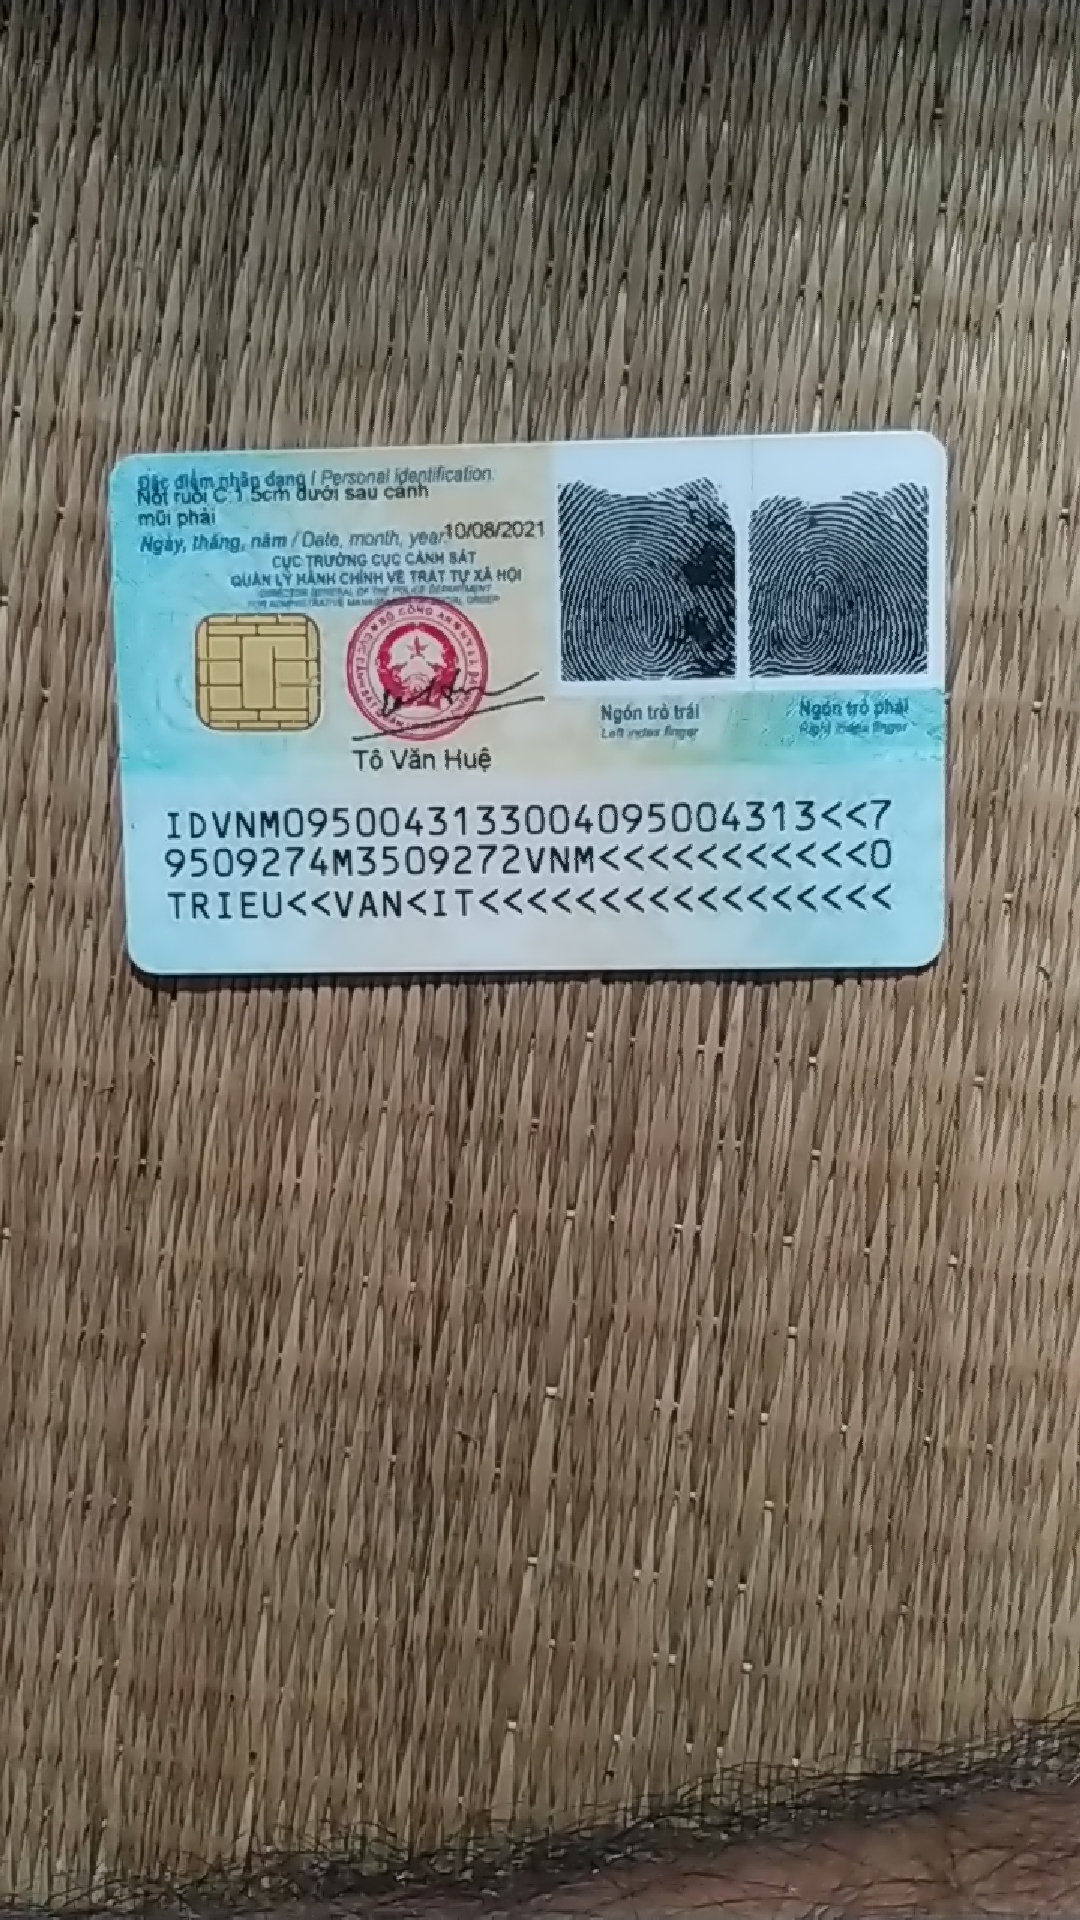 Đặc điểm nhân dạng / Personal identification:
Nốt ruồi C.1.5cm dưới sau cánh
mũi phải
Ngày, tháng, năm / Date, month, year: 10/08/2021
CỤC TRƯỞNG CỤC CẢNH SÁT
QUẢN LÝ HÀNH CHÍNH VỀ TRẬT TỰ XÃ HỘI
DIRECTOR GENERAL OF THE POLICE DEPARTMENT
FOR ADMINISTRATIVE MANAGEMENT OF SOCIAL ORDER
BỘ CÔNG AN
Tô Văn Huệ
Ngón trỏ trái
Left index finger
Ngón trỏ phải
Right index finger
IDVNM0950043133004095004313<<7
9509274M3509272VNM<<<<<<<<<<<0
TRIEU<<VAN<IT<<<<<<<<<<<<<<<<<